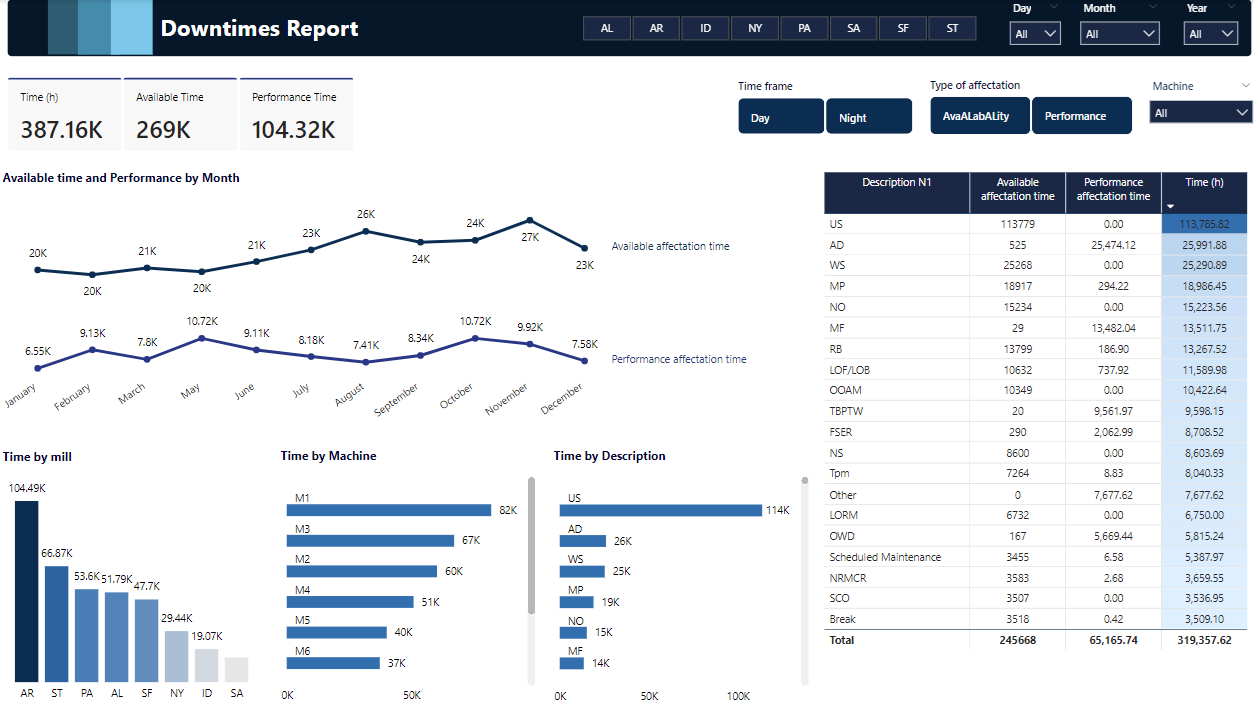 Downtimes Report
AL AR ID NY PA SA SF ST
Day Month Year
All All All
Time (h) Available Time Performance Time
387.16K 269K 104.32K
Time frame Type of affectation Machine
Day Night AvaALabALity Performance All
Available time and Performance by Month
20K 20K 21K 20K 21K 23K 26K 24K 24K 27K 23K
Available affectation time
6.55K 9.13K 7.8K 10.72K 9.11K 8.18K 7.41K 8.34K 10.72K 9.92K 7.58K
Performance affectation time
January February March May June July August September October November December
Time by mill
104.49K 66.87K 53.6K 51.79K 47.7K 29.44K 19.07K
AR ST PA AL SF NY ID SA
Time by Machine
M1 82K
M3 67K
M2 60K
M4 51K
M5 40K
M6 37K
0K 50K
Time by Description
US 114K
AD 26K
WS 25K
MP 19K
NO 15K
MF 14K
0K 50K 100K
Description N1 Available affectation time Performance affectation time Time (h)
US 113779 0.00 113,785.82
AD 525 25,474.12 25,991.88
WS 25268 0.00 25,290.89
MP 18917 294.22 18,986.45
NO 15234 0.00 15,223.56
MF 29 13,482.04 13,511.75
RB 13799 186.90 13,267.52
LOF/LOB 10632 737.92 11,589.98
OOAM 10349 0.00 10,422.64
TBPTW 20 9,561.97 9,598.15
FSER 290 2,062.99 8,708.52
NS 8600 0.00 8,603.69
Tpm 7264 8.83 8,040.33
Other 0 7,677.62 7,677.62
LORM 6732 0.00 6,750.00
OWD 167 5,669.44 5,815.24
Scheduled Maintenance 3455 6.58 5,387.97
NRMCR 3583 2.68 3,659.55
SCO 3507 0.00 3,536.95
Break 3518 0.42 3,509.10
Total 245668 65,165.74 319,357.62